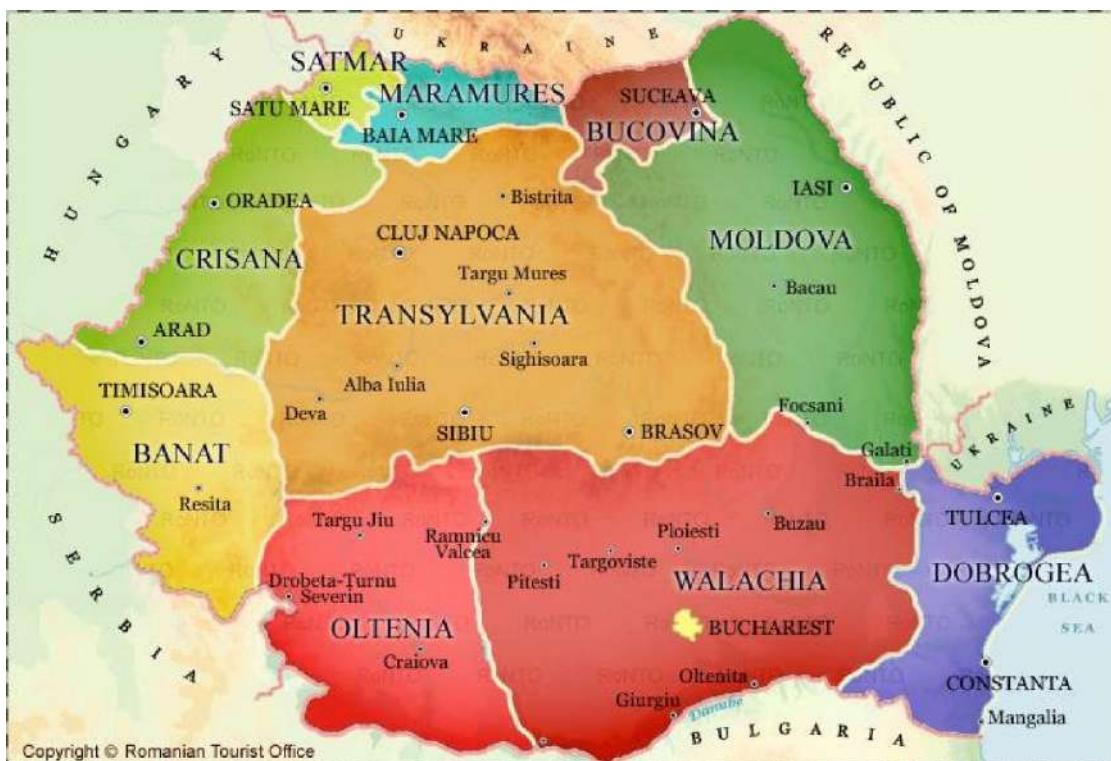 UKRAINE
HUNGARY
REPUBLIC OF MOLDOVA
SATMAR
SATU MARE
MARAMURES
BAIA MARE
SUCEAVA
BUCOVINA
ORADEA
CRISANA
ARAD
Bistrita
CLUJ NAPOCA
Targu Mures
TRANSYLVANIA
Sighisoara
Alba Iulia
Deva
SIBIU
BRASOV
IASI
MOLDOVA
Bacau
Focsani
Galati
UKRAINE
TIMISOARA
BANAT
Resita
SERBIA
Targu Jiu
Ramnicu
Valcea
Drobeta-Turnu
Severin
OLTENIA
Craiova
Braila
Buzau
Ploiesti
Targoviste
Pitesti
WALACHIA
BUCHAREST
Oltenita
Giurgiu
Danube
BULGARIA
TULCEA
DOBROGEA
BLACK
SEA
CONSTANTA
Mangalia
RoNTO
Copyright © Romanian Tourist Office